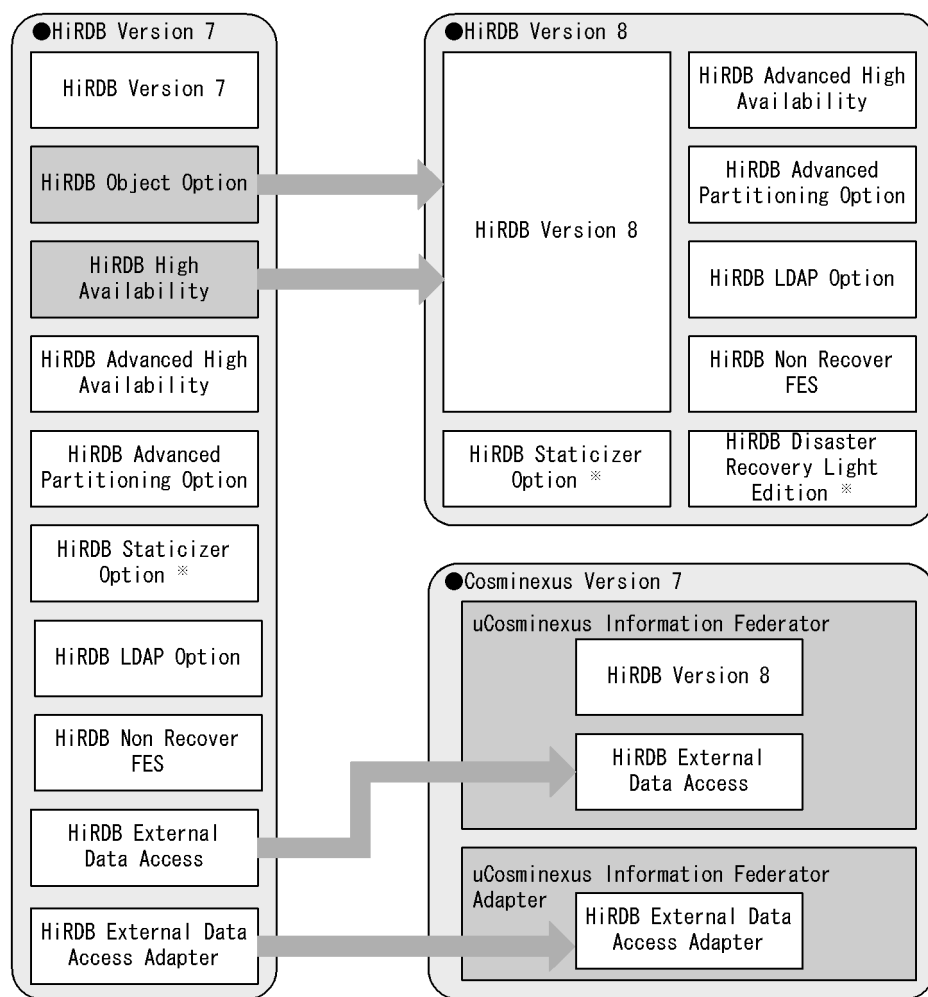 ●HiRDB Version 7
HiRDB Version 7
HiRDB Object Option
HiRDB High
Availability
HiRDB Advanced High
Availability
HiRDB Advanced
Partitioning Option
HiRDB Staticizer
Option ※
HiRDB LDAP Option
HiRDB Non Recover
FES
HiRDB External
Data Access
HiRDB External Data
Access Adapter
●HiRDB Version 8
HiRDB Version 8
HiRDB Advanced High
Availability
HiRDB Advanced
Partitioning Option
HiRDB LDAP Option
HiRDB Non Recover
FES
HiRDB Staticizer
Option ※
HiRDB Disaster
Recovery Light
Edition ※
●Cosminexus Version 7
uCosminexus Information Federator
HiRDB Version 8
HiRDB External
Data Access
uCosminexus Information Federator
Adapter
HiRDB External Data
Access Adapter